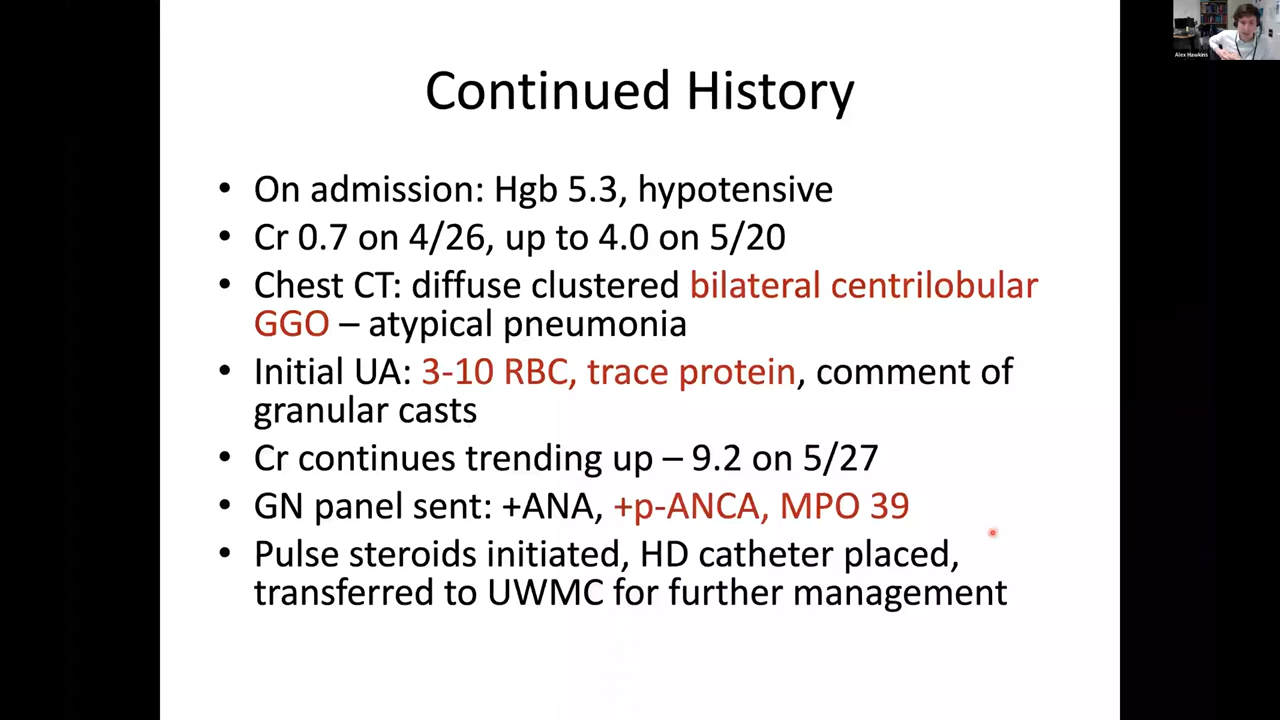 Alex Hawkins
Continued History
• On admission: Hgb 5.3, hypotensive
• Cr 0.7 on 4/26, up to 4.0 on 5/20
• Chest CT: diffuse clustered bilateral centrilobular
GGO – atypical pneumonia
• Initial UA: 3-10 RBC, trace protein, comment of
granular casts
• Cr continues trending up – 9.2 on 5/27
• GN panel sent: +ANA, +p-ANCA, MPO 39
• Pulse steroids initiated, HD catheter placed,
transferred to UWMC for further management